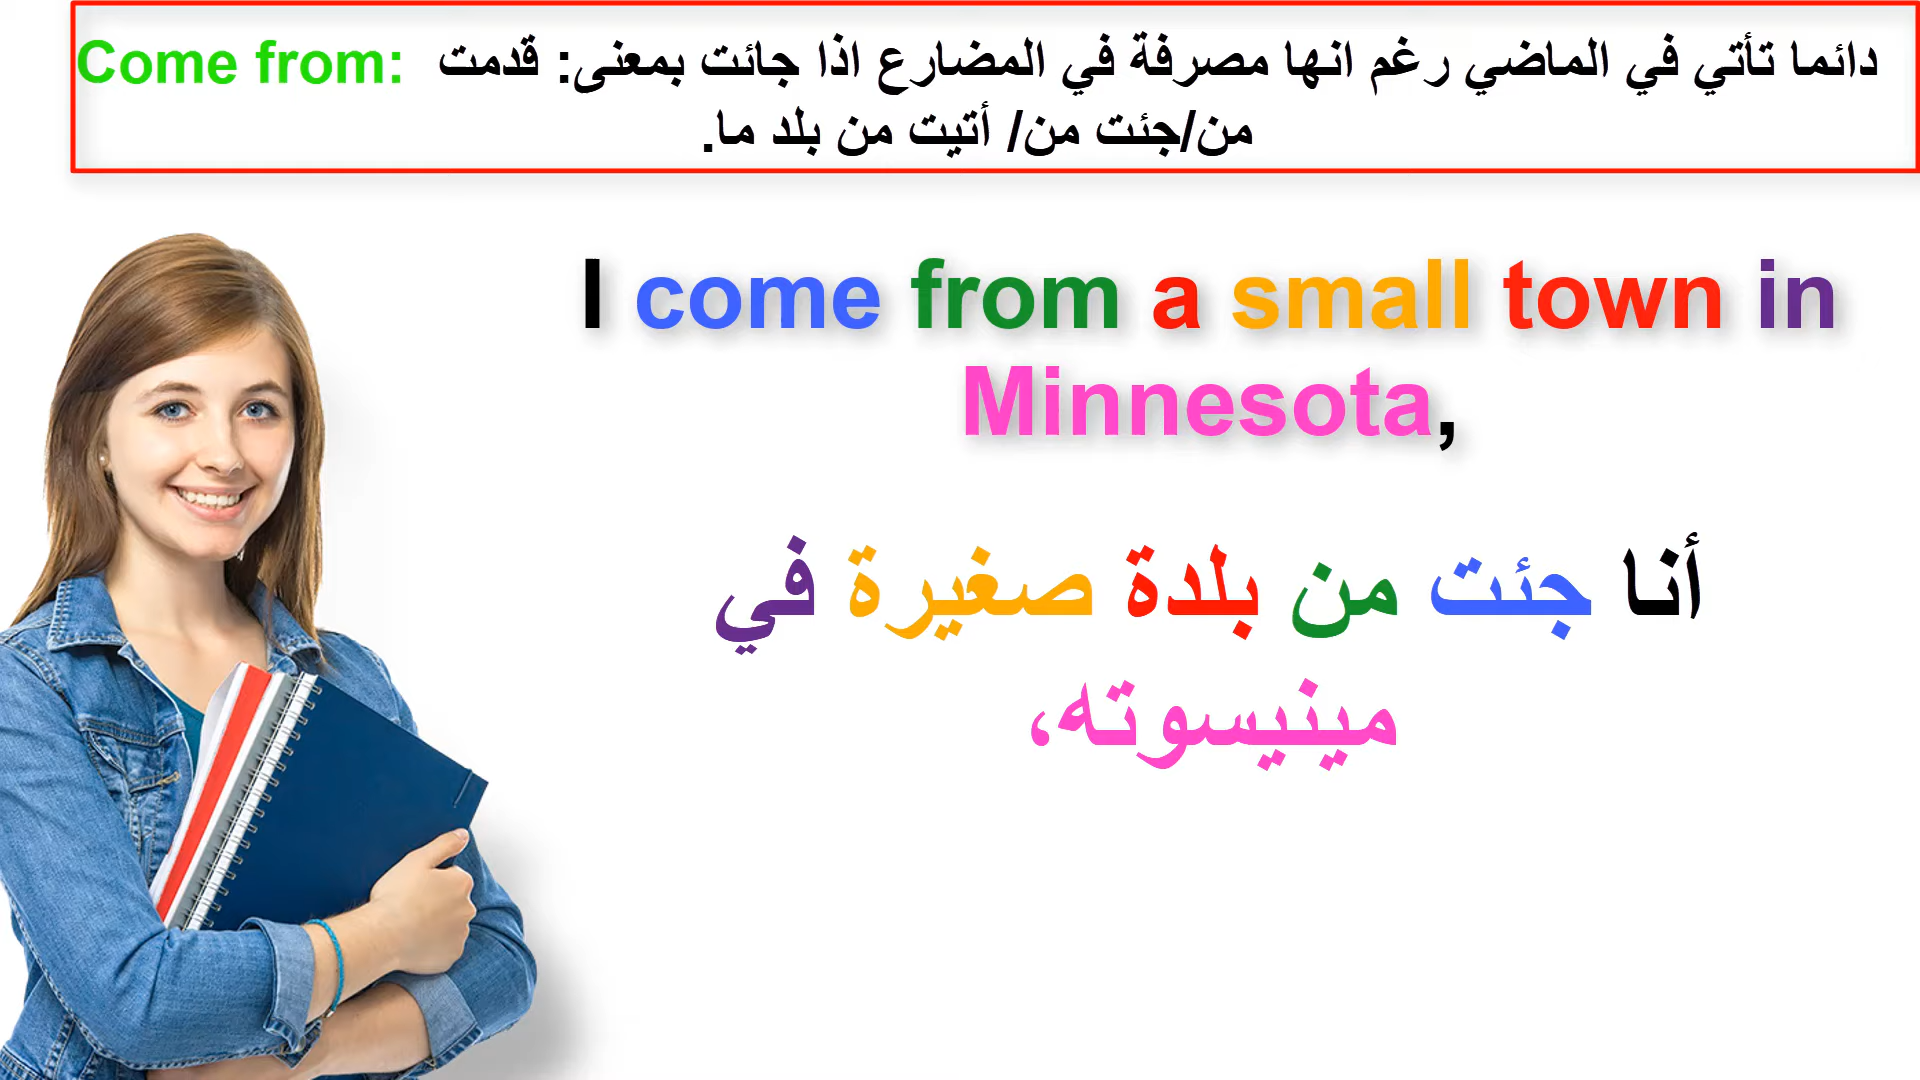 Come from: دائما تأتي في الماضي رغم انها مصرفة في المضارع اذا جائت بمعنى: قدمت
من/جئت من/ أتيت من بلد ما.
I come from a small town in
Minnesota,
أنا جئت من بلدة صغيرة في
مينيسوته،